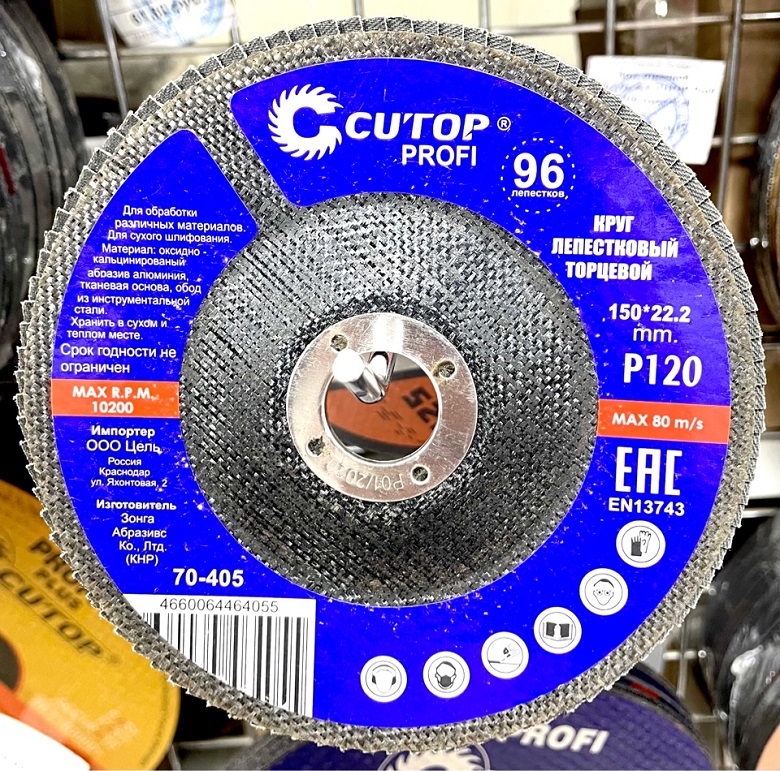 CUTOP ®
PROFI
96
лепестков
КРУГ
ЛЕПЕСТКОВЫЙ
ТОРЦЕВОЙ
150*22.2
mm.
P120
MAX 80 m/s
EAC
EN13743
Для обработки
различных материалов.
Для сухого шлифования.
Материал: оксидно -
кальцинированый
абразив алюминия,
тканевая основа, обод
из инструментальной
стали.
Хранить в сухом и
теплом месте.
Срок годности не
ограничен
MAX R.P.M.
10200
Импортер
ООО Цель
Россия
Краснодар
ул. Яхонтовая, 2
Изготовитель
Зонга
Абразивс
Ко., Лтд.
(КНР)
70-405
4660064464055
PROFI
PLUS
CUTOP
PROFI